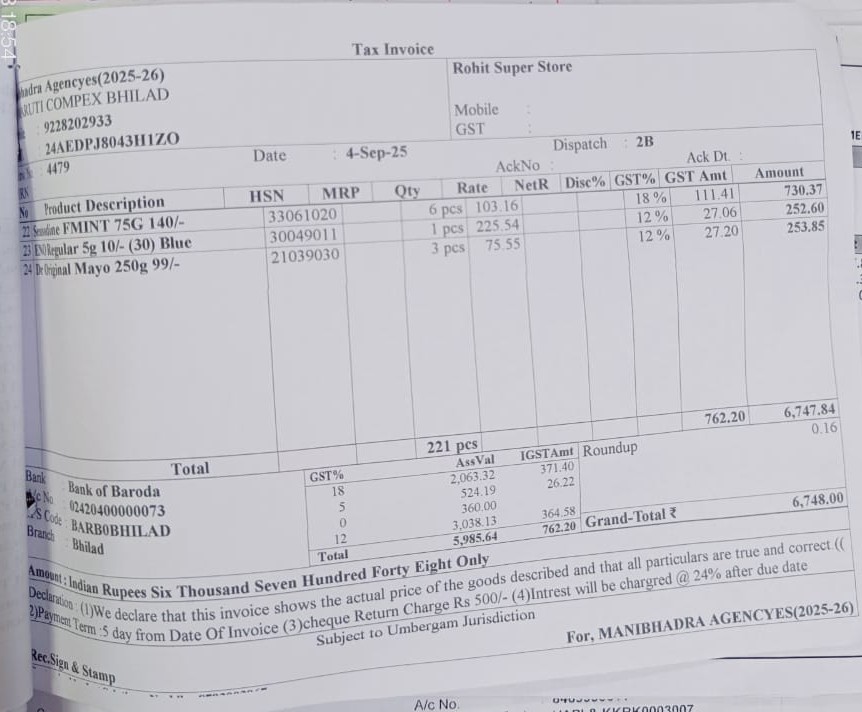 18:54
Tax Invoice
adra Agencyes(2025-26)
RUTI COMPEX BHILAD
: 9228202933
: 24AEDPJ8043H1ZO
: 4479
Date : 4-Sep-25
Rohit Super Store
Mobile :
GST :
Dispatch : 2B
AckNo : Ack Dt. :
No Product Description HSN MRP Qty Rate NetR Disc% GST% GST Amt Amount
22 FMINT 75G 140/- 33061020 6 pcs 103.16 18 % 111.41 730.37
23 ENO Regular 5g 10/- (30) Blue 30049011 1 pcs 225.54 12 % 27.06 252.60
24 Dr Original Mayo 250g 99/- 21039030 3 pcs 75.55 12 % 27.20 253.85
Total 221 pcs 762.20 6,747.84
Bank Bank of Baroda
A/c No 02420400000073
S Code : BARB0BHILAD
Branch Bhilad
GST% AssVal IGSTAmt
18 2,063.32 371.40
5 524.19 26.22
0 360.00
12 3,038.13 364.58
Total 5,985.64 762.20
Roundup 0.16
Grand-Total ₹ 6,748.00
Amount : Indian Rupees Six Thousand Seven Hundred Forty Eight Only
Declaration : (1)We declare that this invoice shows the actual price of the goods described and that all particulars are true and correct ((
2)Payment Term :5 day from Date Of Invoice (3)cheque Return Charge Rs 500/- (4)Intrest will be chargred @ 24% after due date
Subject to Umbergam Jurisdiction
For, MANIBHADRA AGENCYES(2025-26)
Rec.Sign & Stamp
A/c No.
KKBK0003007